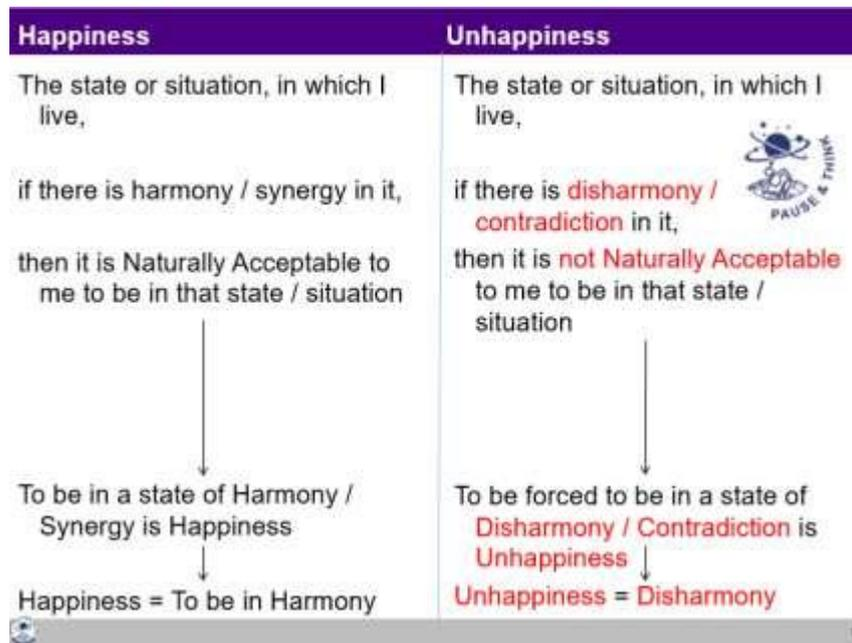 Happiness
The state or situation, in which I
live,
if there is harmony / synergy in it,
then it is Naturally Acceptable to
me to be in that state / situation
To be in a state of Harmony /
Synergy is Happiness
Happiness = To be in Harmony
Unhappiness
The state or situation, in which I
live,
if there is disharmony /
contradiction in it,
then it is not Naturally Acceptable
to me to be in that state /
situation
To be forced to be in a state of
Disharmony / Contradiction is
Unhappiness
Unhappiness = Disharmony
PAUSE & THINK